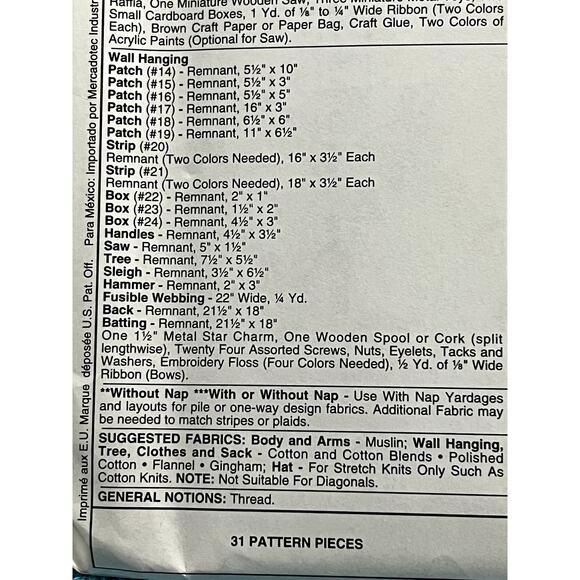 Raffia, One Miniature Wooden Saw, Three Miniature Metal
Small Cardboard Boxes, 1 Yd. of ⅛" to ¼" Wide Ribbon (Two Colors
Each), Brown Craft Paper or Paper Bag, Craft Glue, Two Colors of
Acrylic Paints (Optional for Saw).
Wall Hanging
Patch (#14) - Remnant, 5½" x 10"
Patch (#15) - Remnant, 5½" x 3"
Patch (#16) - Remnant, 5½" x 5"
Patch (#17) - Remnant, 16" x 3"
Patch (#18) - Remnant, 6½" x 6"
Patch (#19) - Remnant, 11" x 6½"
Strip (#20)
Remnant (Two Colors Needed), 16" x 3½" Each
Strip (#21)
Remnant (Two Colors Needed), 18" x 3½" Each
Box (#22) - Remnant, 2" x 1"
Box (#23) - Remnant, 1½" x 2"
Box (#24) - Remnant, 4½" x 3"
Handles - Remnant, 4½" x 3½"
Saw - Remnant, 5" x 1½"
Tree - Remnant, 7½" x 5½"
Sleigh - Remnant, 3½" x 6½"
Hammer - Remnant, 2" x 3"
Fusible Webbing - 22" Wide, ¼ Yd.
Back - Remnant, 21½" x 18"
Batting - Remnant, 21½" x 18"
One 1½" Metal Star Charm, One Wooden Spool or Cork (split
lengthwise), Twenty Four Assorted Screws, Nuts, Eyelets, Tacks and
Washers, Embroidery Floss (Four Colors Needed), ½ Yd. of ⅛" Wide
Ribbon (Bows).
**Without Nap ***With or Without Nap - Use With Nap Yardages
and layouts for pile or one-way design fabrics. Additional Fabric may
be needed to match stripes or plaids.
SUGGESTED FABRICS: Body and Arms - Muslin; Wall Hanging,
Tree, Clothes and Sack - Cotton and Cotton Blends • Polished
Cotton • Flannel • Gingham; Hat - For Stretch Knits Only Such As
Cotton Knits. NOTE: Not Suitable For Diagonals.
GENERAL NOTIONS: Thread.
31 PATTERN PIECES
Imprimé aux E.U. Marque déposée U.S. Pat. Off. Para México: Importado por Mercadotec